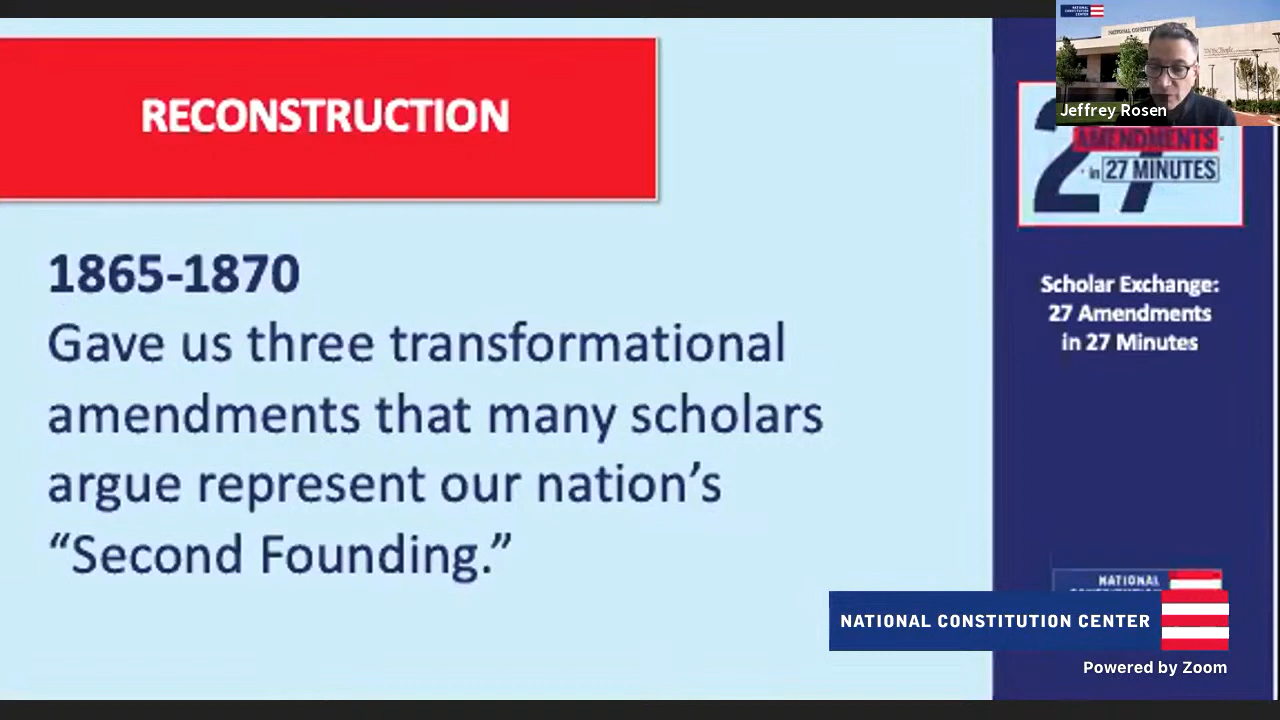 RECONSTRUCTION
1865-1870
Gave us three transformational
amendments that many scholars
argue represent our nation’s
“Second Founding.”
Jeffrey Rosen
27
AMENDMENTS
in 27 MINUTES
Scholar Exchange:
27 Amendments
in 27 Minutes
NATIONAL
NATIONAL CONSTITUTION CENTER
Powered by Zoom